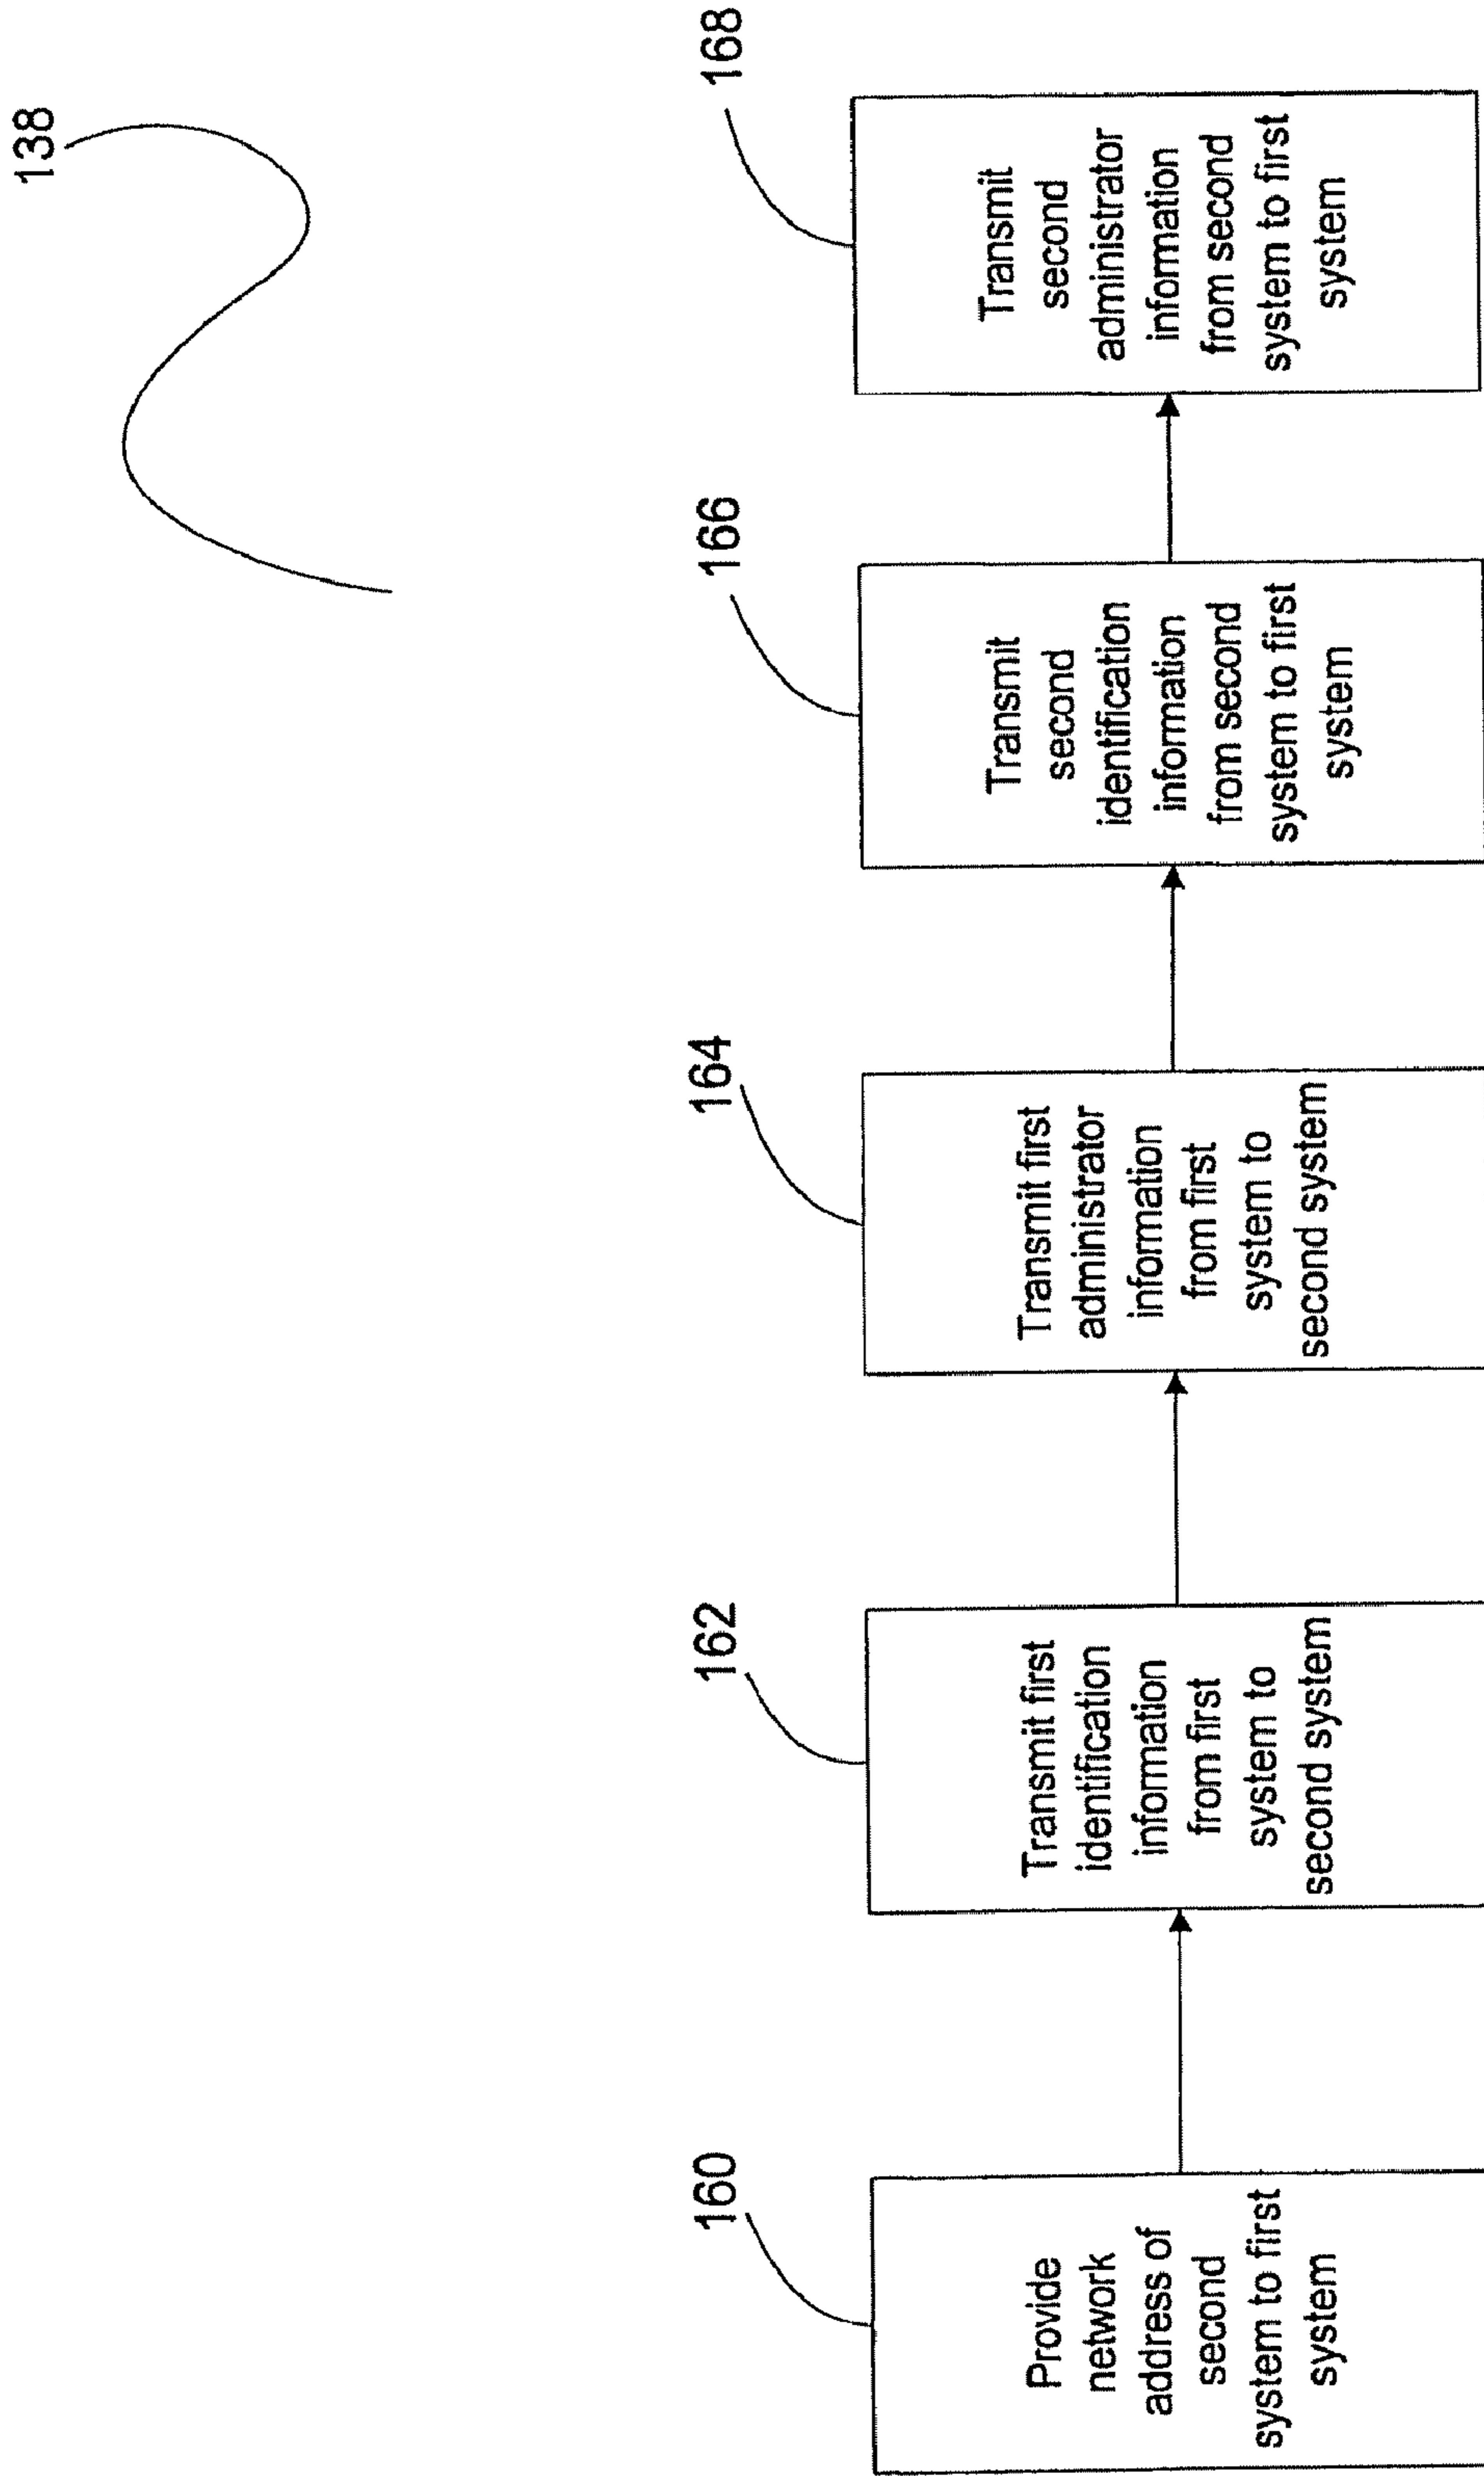 138
160
Provide
network
address of
second
system to first
system
162
Transmit first
identification
information
from first
system to
second system
164
Transmit first
administrator
information
from first
system to
second system
166
Transmit
second
identification
information
from second
system to first
system
168
Transmit
second
administrator
information
from second
system to first
system